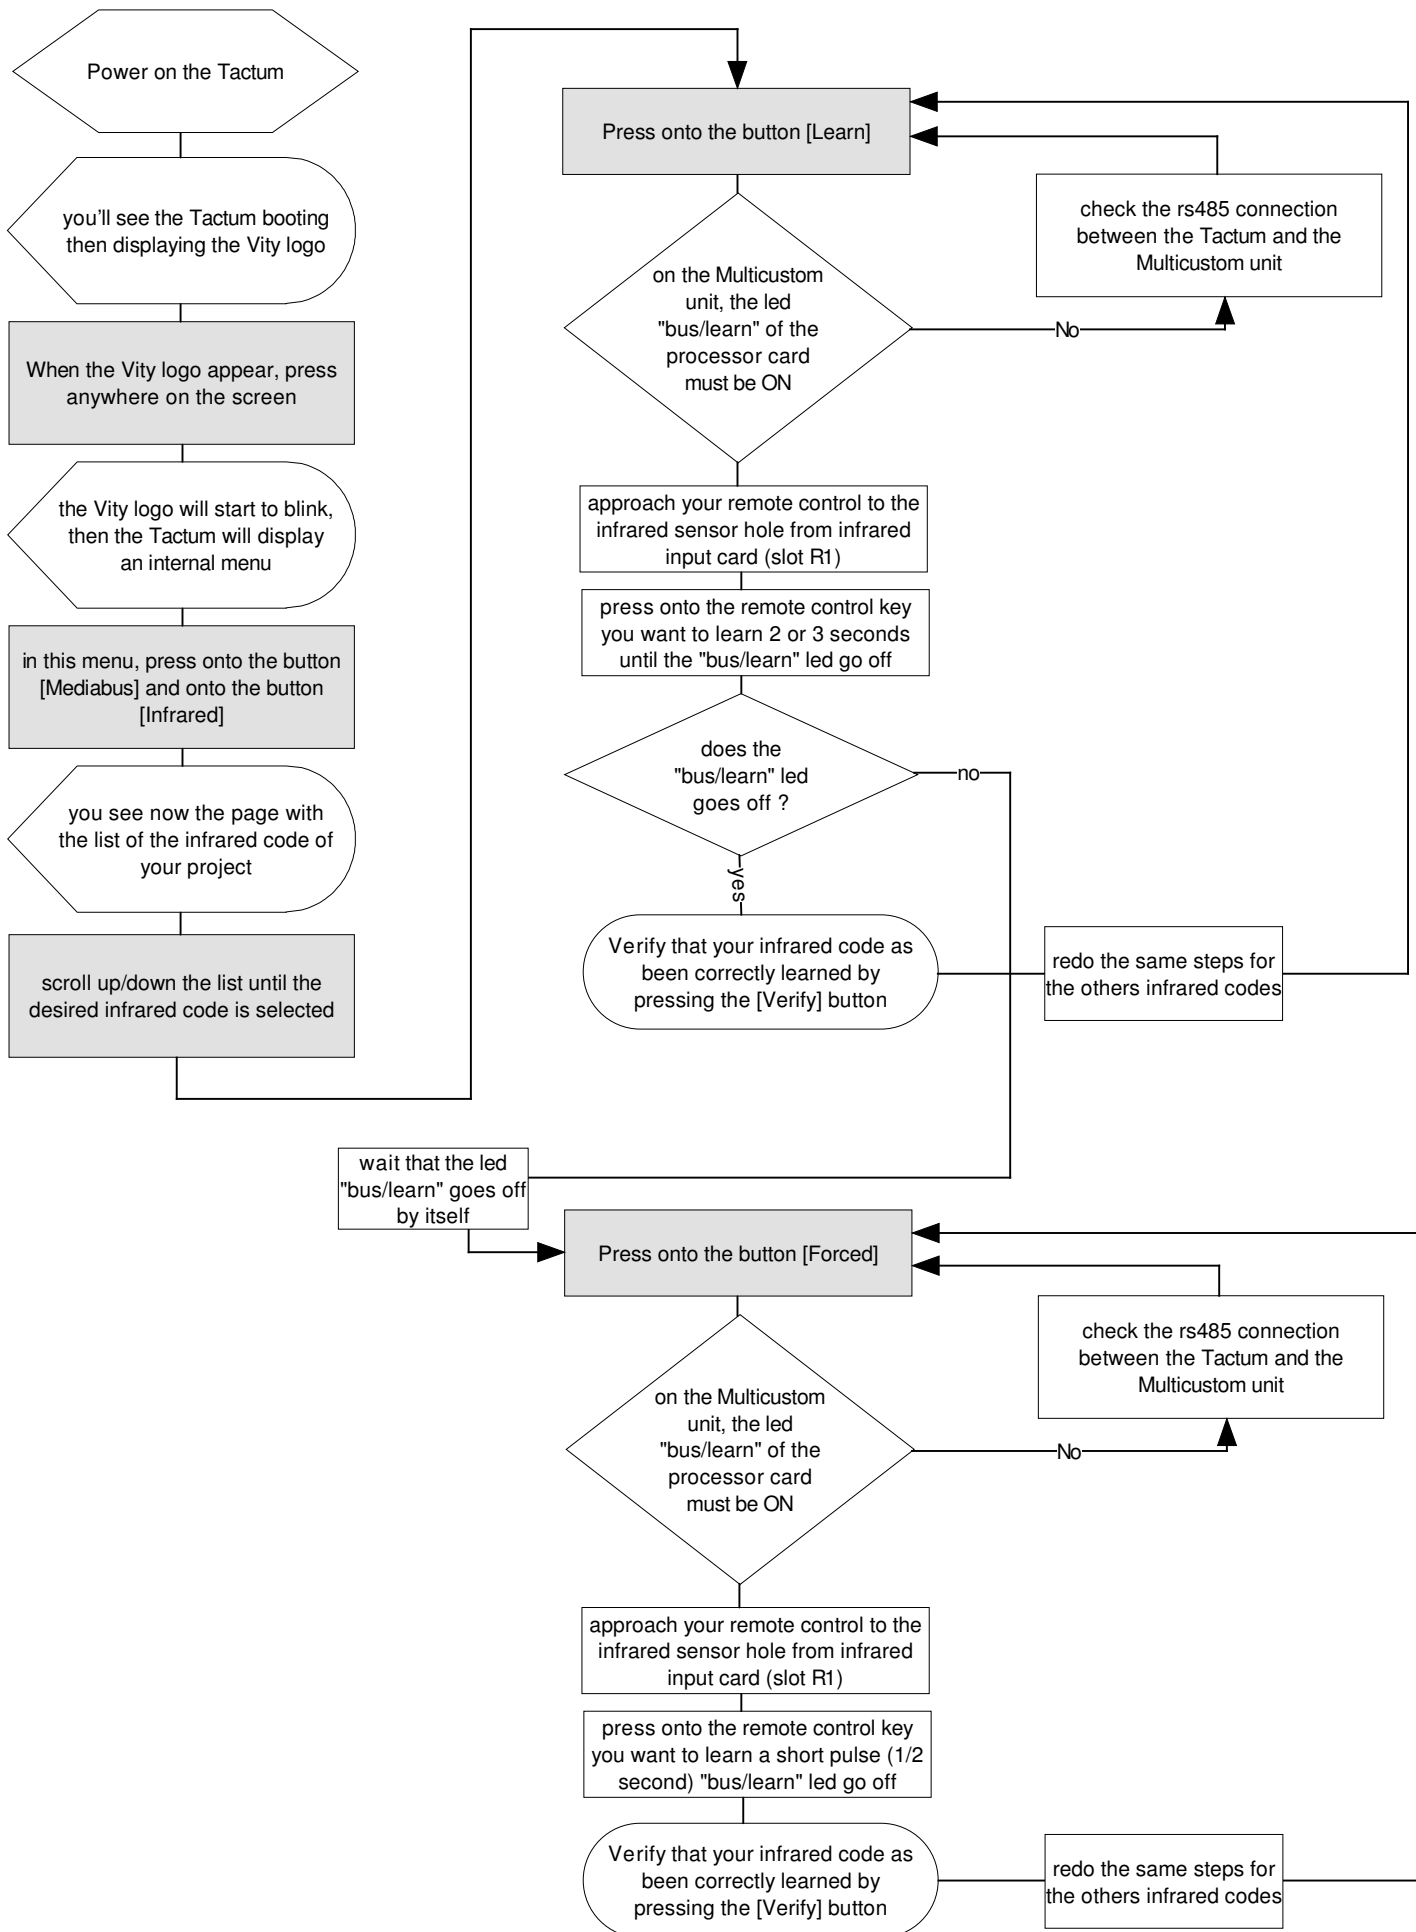 Power on the Tactum
you'll see the Tactum booting
then displaying the Vity logo
When the Vity logo appear, press
anywhere on the screen
the Vity logo will start to blink,
then the Tactum will display
an internal menu
in this menu, press onto the button
[Mediabus] and onto the button
[Infrared]
you see now the page with
the list of the infrared code of
your project
scroll up/down the list until the
desired infrared code is selected
Press onto the button [Learn]
check the rs485 connection
between the Tactum and the
Multicustom unit
on the Multicustom
unit, the led
"bus/learn" of the
processor card
must be ON
No
approach your remote control to the
infrared sensor hole from infrared
input card (slot R1)
press onto the remote control key
you want to learn 2 or 3 seconds
until the "bus/learn" led go off
does the
"bus/learn" led
goes off ?
no
yes
Verify that your infrared code as
been correctly learned by
pressing the [Verify] button
redo the same steps for
the others infrared codes
wait that the led
"bus/learn" goes off
by itself
Press onto the button [Forced]
check the rs485 connection
between the Tactum and the
Multicustom unit
on the Multicustom
unit, the led
"bus/learn" of the
processor card
must be ON
No
approach your remote control to the
infrared sensor hole from infrared
input card (slot R1)
press onto the remote control key
you want to learn a short pulse (1/2
second) "bus/learn" led go off
Verify that your infrared code as
been correctly learned by
pressing the [Verify] button
redo the same steps for
the others infrared codes